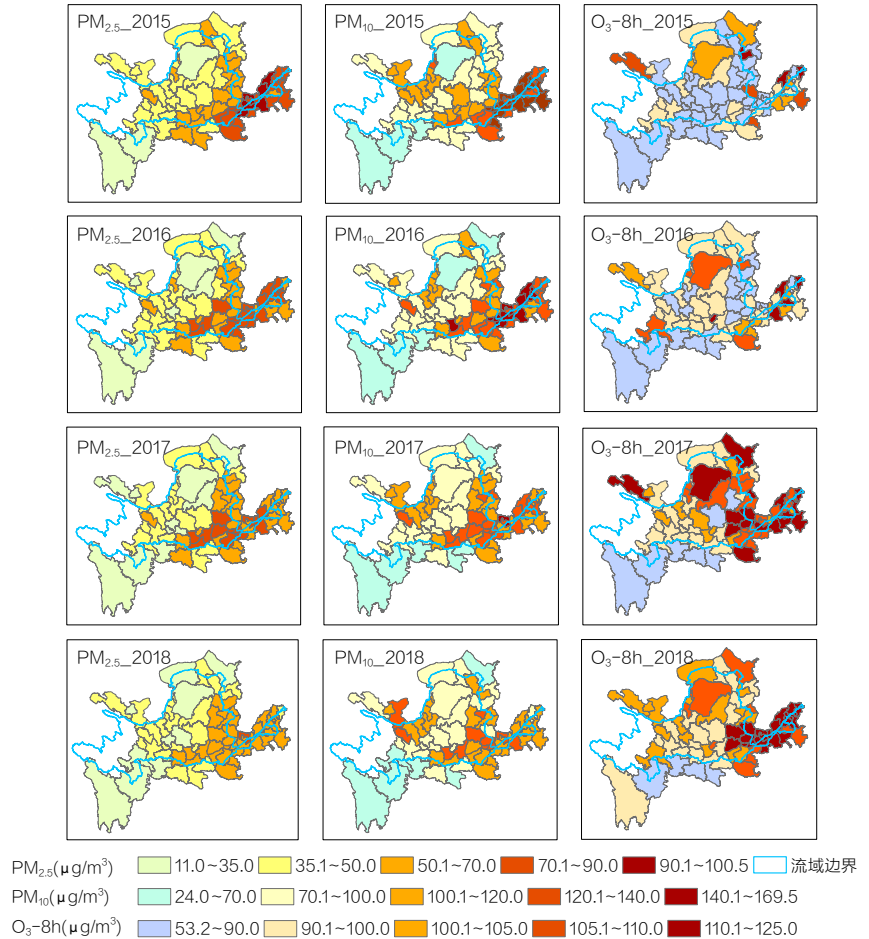 PM2.5_2015 PM10_2015 O3-8h_2015
PM2.5_2016 PM10_2016 O3-8h_2016
PM2.5_2017 PM10_2017 O3-8h_2017
PM2.5_2018 PM10_2018 O3-8h_2018
PM2.5(μg/m³) 11.0~35.0 35.1~50.0 50.1~70.0 70.1~90.0 90.1~100.5 流域边界
PM10(μg/m³) 24.0~70.0 70.1~100.0 100.1~120.0 120.1~140.0 140.1~169.5
O3-8h(μg/m³) 53.2~90.0 90.1~100.0 100.1~105.0 105.1~110.0 110.1~125.0